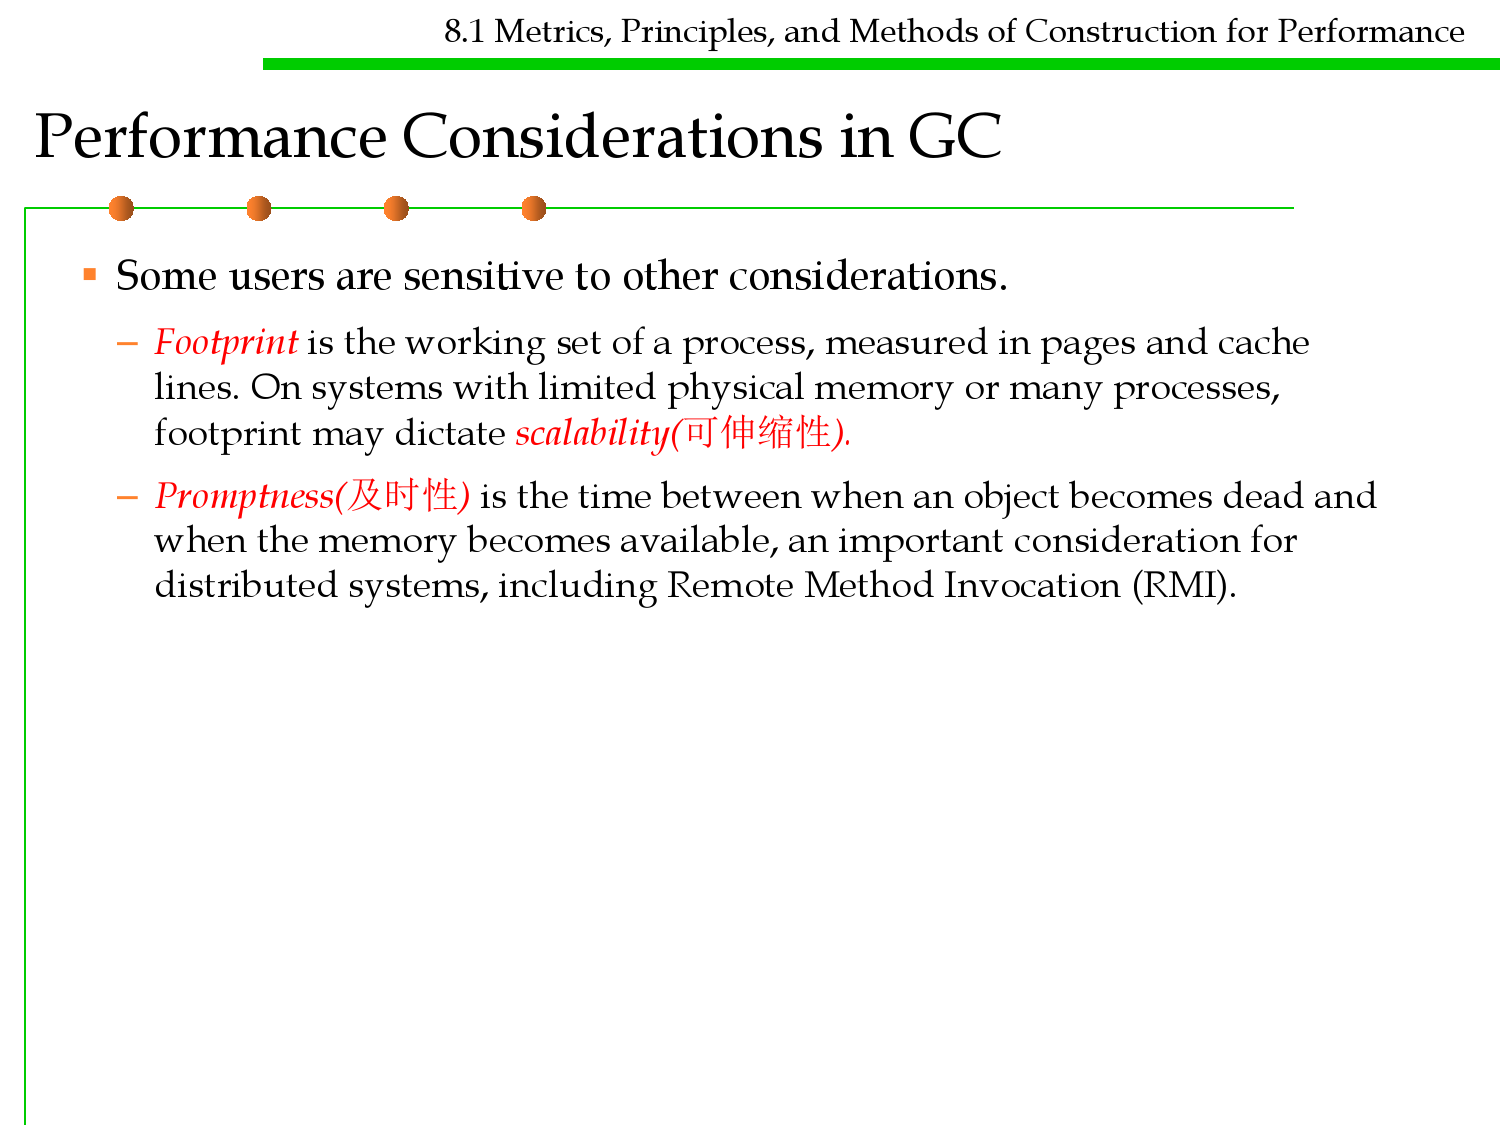 8.1 Metrics, Principles, and Methods of Construction for Performance
Performance Considerations in GC
Some users are sensitive to other considerations.
– Footprint is the working set of a process, measured in pages and cache
lines. On systems with limited physical memory or many processes,
footprint may dictate scalability(可伸缩性).
– Promptness(及时性) is the time between when an object becomes dead and
when the memory becomes available, an important consideration for
distributed systems, including Remote Method Invocation (RMI).